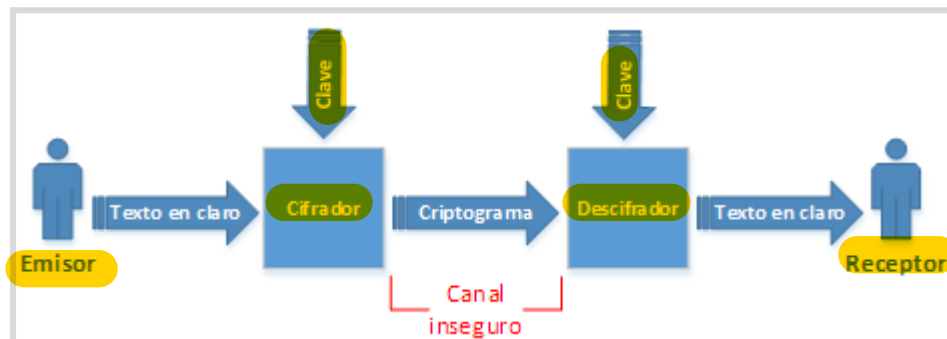 Clave
Clave
Texto en claro
Cifrador
Criptograma
Descifrador
Texto en claro
Emisor
Receptor
Canal
inseguro